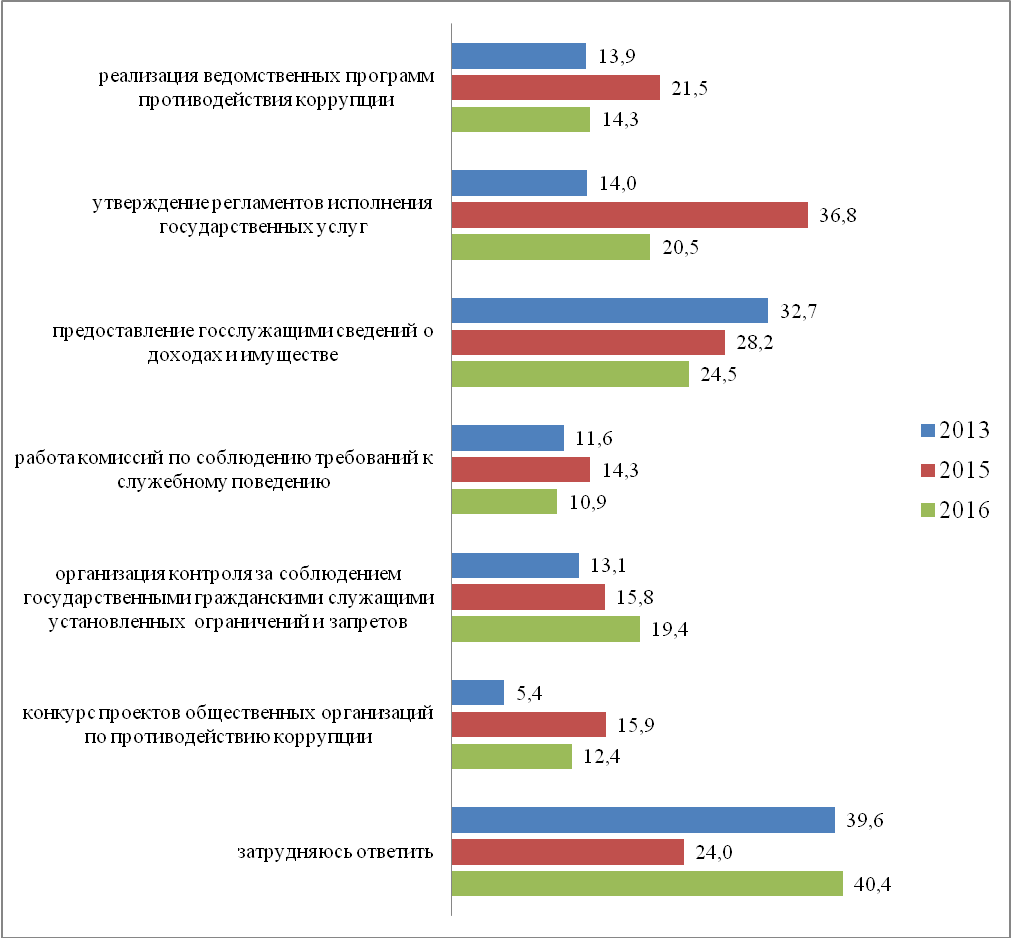 13,9
реализация ведомственных программ
противодействия коррупции
21,5
14,3
14,0
утверждение регламентов исполнения
государственных услуг
36,8
20,5
32,7
предоставление госслужащими сведений о
доходах и имуществе
28,2
24,5
11,6
работа комиссий по соблюдению требований к
служебному поведению
14,3
10,9
2013
2015
2016
13,1
организация контроля за соблюдением
государственными гражданскими служащими
установленных ограничений и запретов
15,8
19,4
5,4
конкурс проектов общественных организаций
по противодействию коррупции
15,9
12,4
39,6
затрудняюсь ответить
24,0
40,4